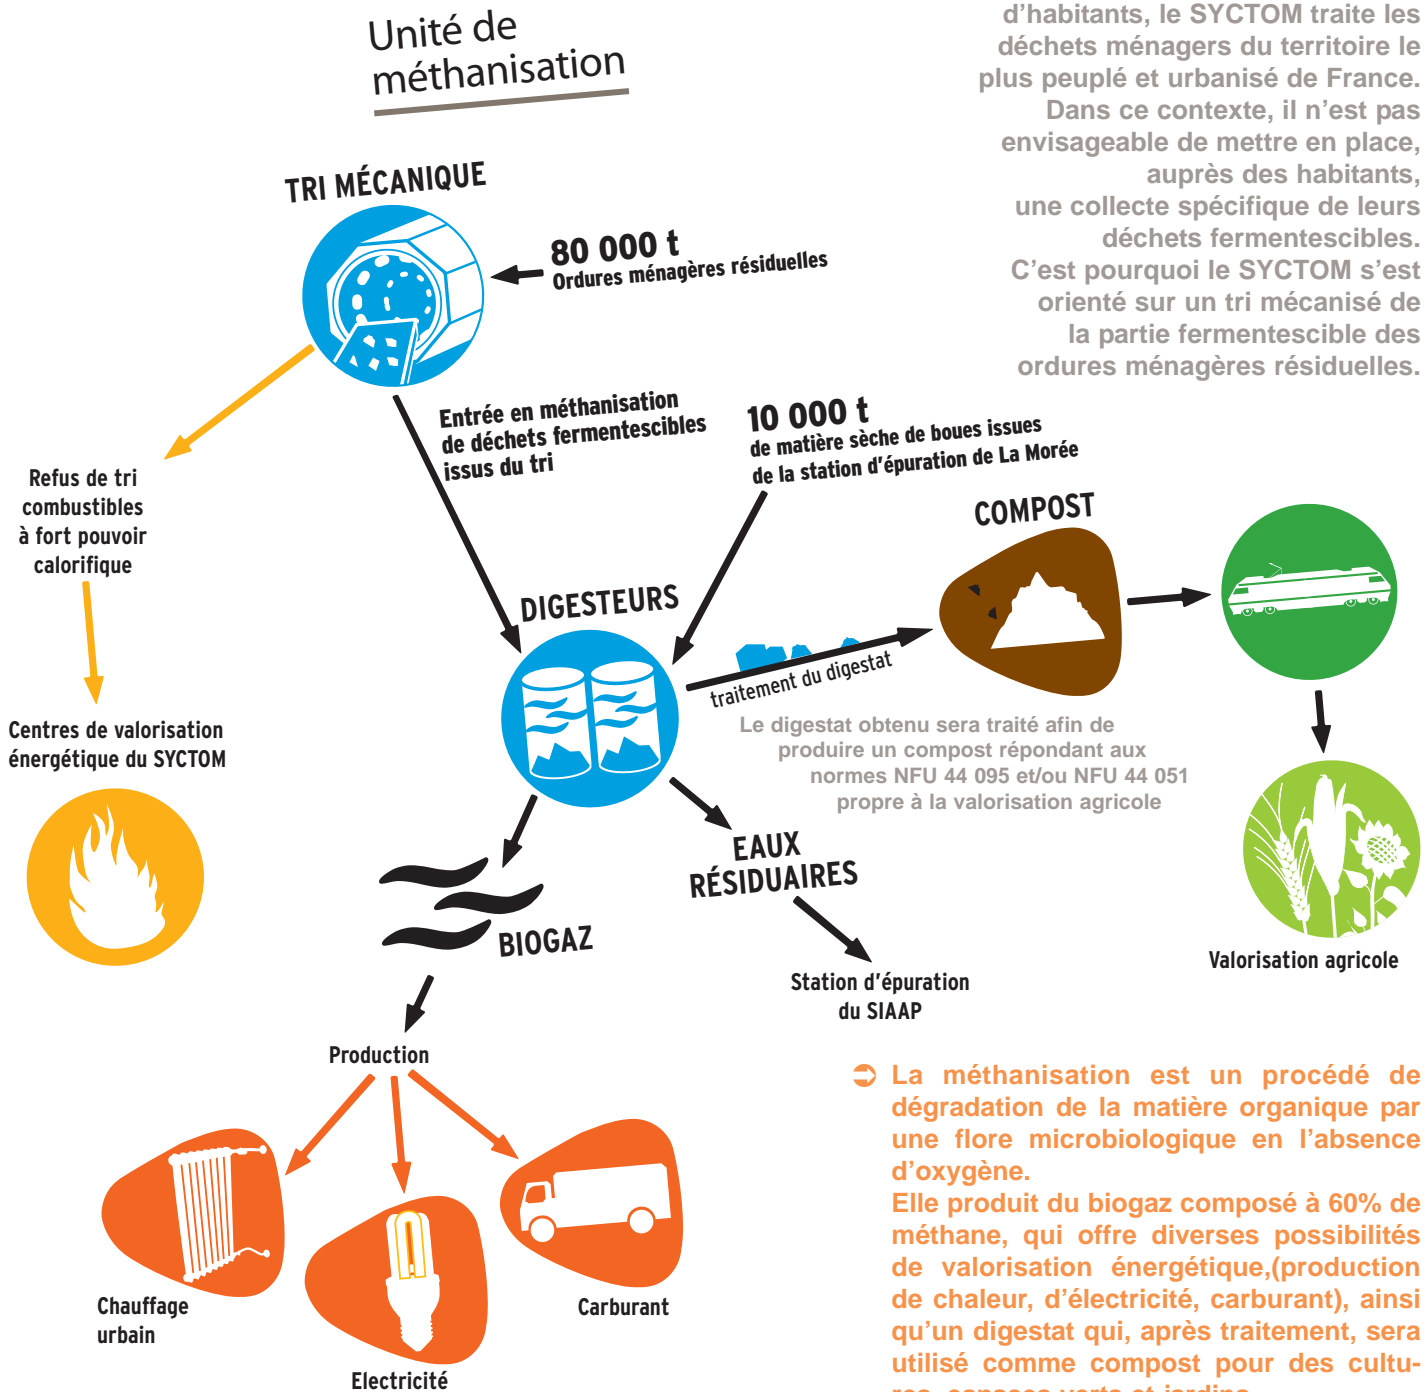 Unité de
méthanisation
d’habitants, le SYCTOM traite les
déchets ménagers du territoire le
plus peuplé et urbanisé de France.
Dans ce contexte, il n’est pas
envisageable de mettre en place,
auprès des habitants,
une collecte spécifique de leurs
déchets fermentescibles.
C’est pourquoi le SYCTOM s’est
orienté sur un tri mécanisé de
la partie fermentescible des
ordures ménagères résiduelles.
TRI MÉCANIQUE
80 000 t
Ordures ménagères résiduelles
Entrée en méthanisation
de déchets fermentescibles
issus du tri
10 000 t
de matière sèche de boues issues
de la station d’épuration de La Morée
Refus de tri
combustibles
à fort pouvoir
calorifique
COMPOST
DIGESTEURS
traitement du digestat
Centres de valorisation
énergétique du SYCTOM
Le digestat obtenu sera traité afin de
produire un compost répondant aux
normes NFU 44 095 et/ou NFU 44 051
propre à la valorisation agricole
EAUX
RÉSIDUAIRES
BIOGAZ
Valorisation agricole
Station d’épuration
du SIAAP
Production
Chauffage
urbain
Electricité
Carburant
La méthanisation est un procédé de
dégradation de la matière organique par
une flore microbiologique en l’absence
d’oxygène.
Elle produit du biogaz composé à 60% de
méthane, qui offre diverses possibilités
de valorisation énergétique,(production
de chaleur, d’électricité, carburant), ainsi
qu’un digestat qui, après traitement, sera
utilisé comme compost pour des cultu-
res, espaces verts et jardins.